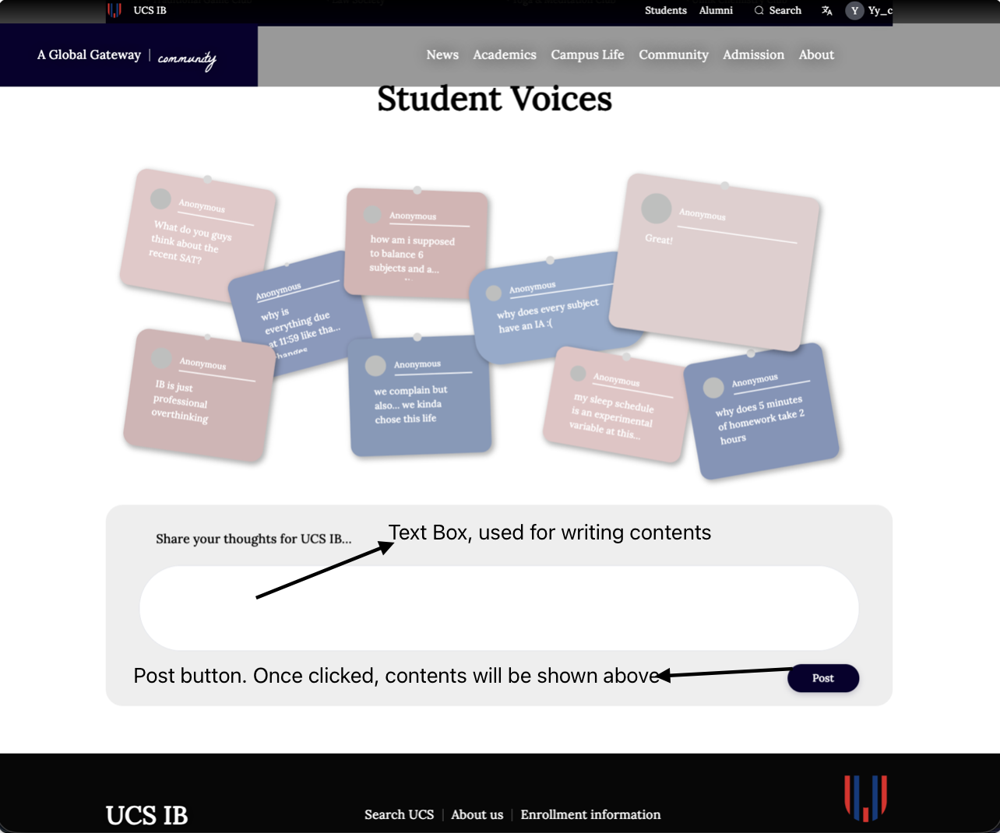 UCS IB
Students Alumni Search Yy_c
Y
A Global Gateway | community
News Academics Campus Life Community Admission About
Student Voices
Anonymous
What do you guys
think about the
recent SAT?
Anonymous
why is
everything due
at 11:59 like tha...
changes
Anonymous
how am i supposed
to balance 6
subjects and a...
Anonymous
why does every subject
have an IA :(
Anonymous
Great!
Anonymous
IB is just
professional
overthinking
Anonymous
we complain but
also... we kinda
chose this life
Anonymous
my sleep schedule
is an experimental
variable at this...
Anonymous
why does 5 minutes
of homework take 2
hours
Share your thoughts for UCS IB...
Text Box, used for writing contents
Post button. Once clicked, contents will be shown above
Post
UCS IB
Search UCS | About us | Enrollment information